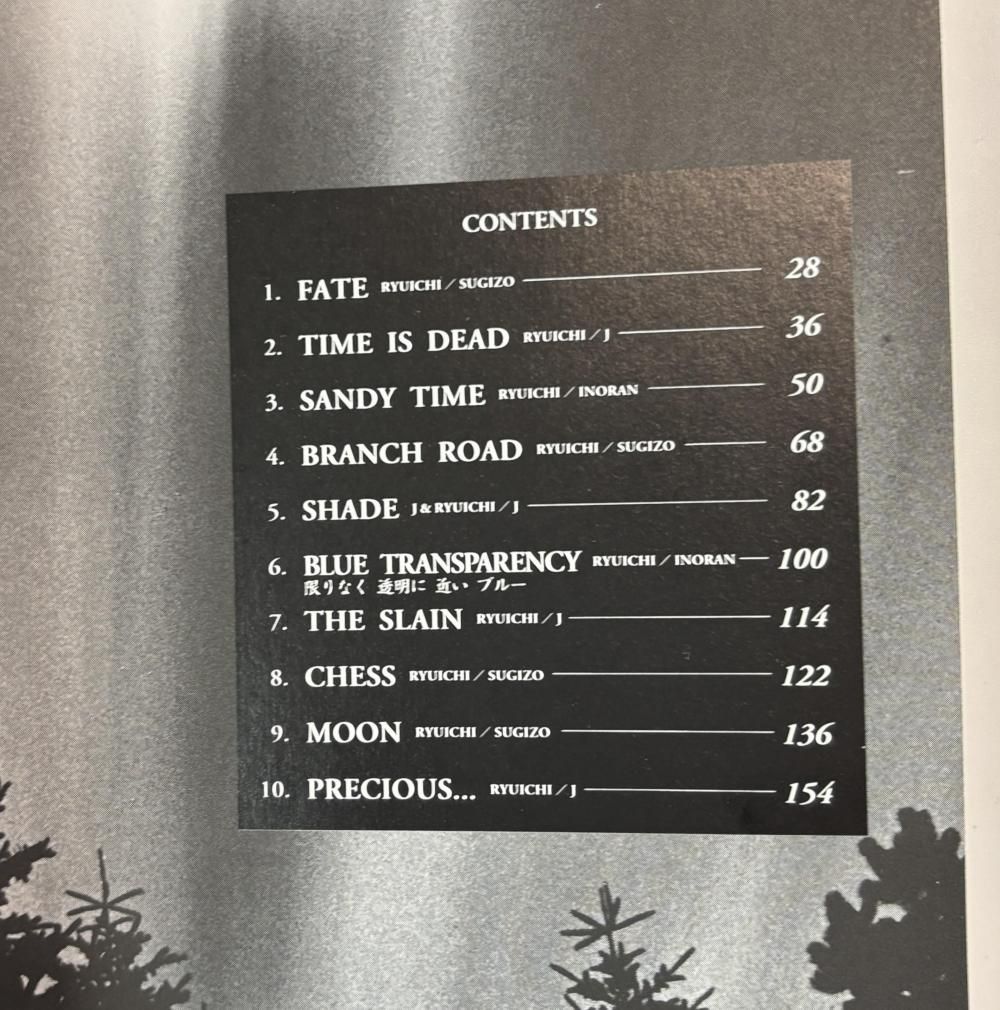 CONTENTS
1. FATE RYUICHI／SUGIZO 28
2. TIME IS DEAD RYUICHI／J 36
3. SANDY TIME RYUICHI／INORAN 50
4. BRANCH ROAD RYUICHI／SUGIZO 68
5. SHADE J&RYUICHI／J 82
6. BLUE TRANSPARENCY RYUICHI／INORAN 100
限りなく 透明に 近い ブルー
7. THE SLAIN RYUICHI／J 114
8. CHESS RYUICHI／SUGIZO 122
9. MOON RYUICHI／SUGIZO 136
10. PRECIOUS... RYUICHI／J 154